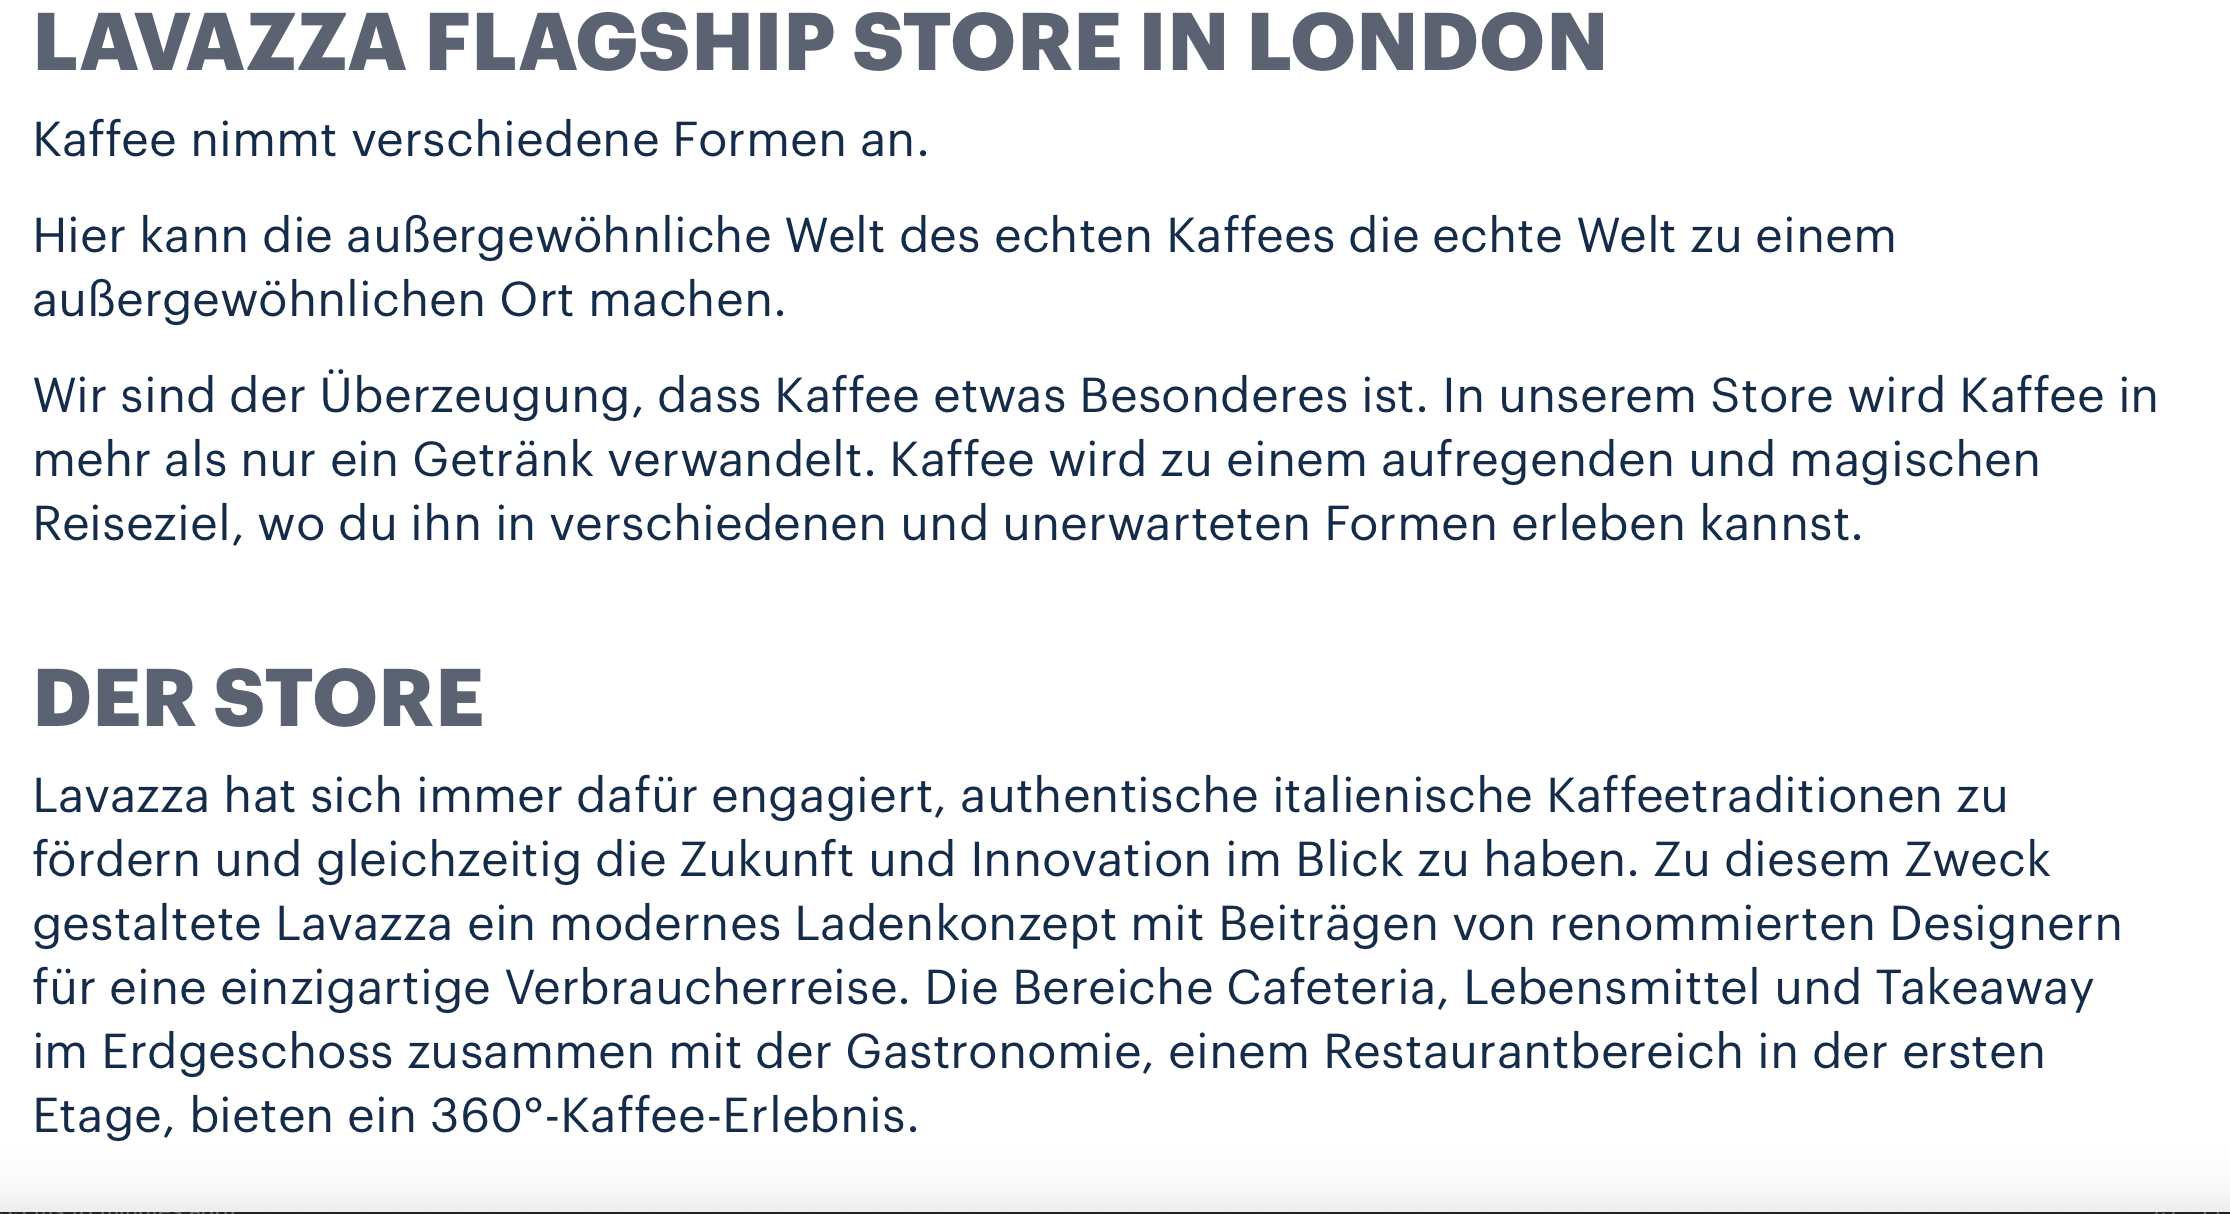 LAVAZZA FLAGSHIP STORE IN LONDON
Kaffee nimmt verschiedene Formen an.
Hier kann die außergewöhnliche Welt des echten Kaffees die echte Welt zu einem
außergewöhnlichen Ort machen.
Wir sind der Überzeugung, dass Kaffee etwas Besonderes ist. In unserem Store wird Kaffee in
mehr als nur ein Getränk verwandelt. Kaffee wird zu einem aufregenden und magischen
Reiseziel, wo du ihn in verschiedenen und unerwarteten Formen erleben kannst.
DER STORE
Lavazza hat sich immer dafür engagiert, authentische italienische Kaffeetraditionen zu
fördern und gleichzeitig die Zukunft und Innovation im Blick zu haben. Zu diesem Zweck
gestaltete Lavazza ein modernes Ladenkonzept mit Beiträgen von renommierten Designern
für eine einzigartige Verbraucherreise. Die Bereiche Cafeteria, Lebensmittel und Takeaway
im Erdgeschoss zusammen mit der Gastronomie, einem Restaurantbereich in der ersten
Etage, bieten ein 360°-Kaffee-Erlebnis.